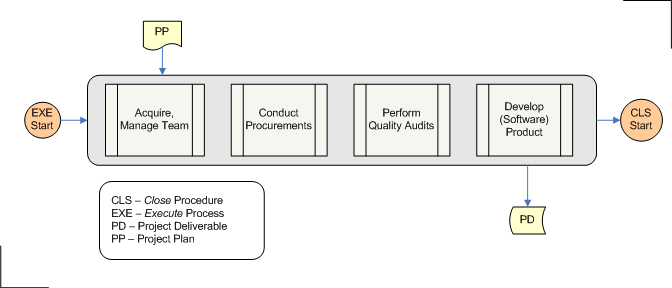 PP
EXE
Start
Acquire,
Manage Team
Conduct
Procurements
Perform
Quality Audits
Develop
(Software)
Product
CLS
Start
CLS – Close Procedure
EXE – Execute Process
PD – Project Deliverable
PP – Project Plan
PD